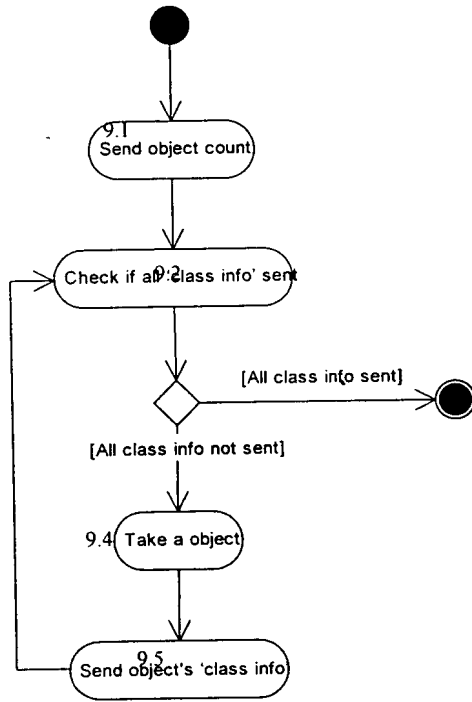 9.1
Send object count
9.2
Check if all 'class info' sent
[All class info sent]
[All class info not sent]
9.4 Take a object
9.5
Send object's 'class info